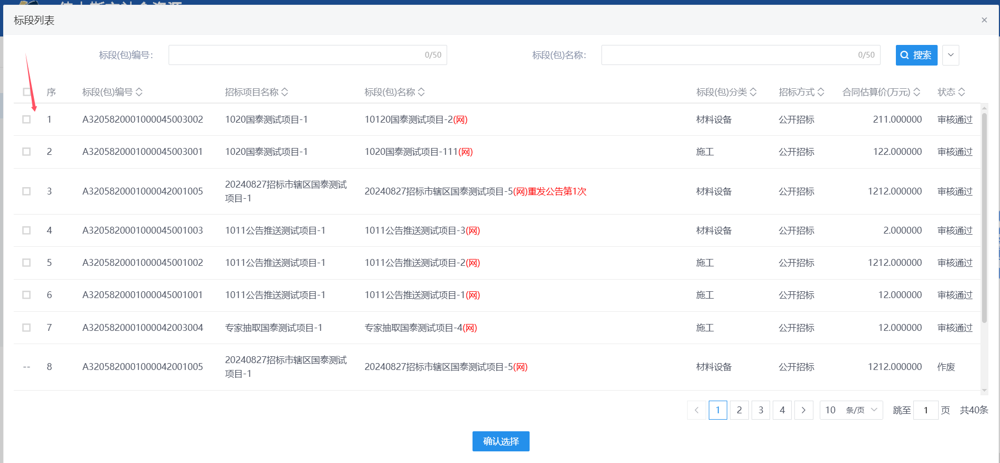 标段列表
标段(包)编号： 0/50 标段(包)名称： 0/50 搜索
序 标段(包)编号 招标项目名称 标段(包)名称 标段(包)分类 招标方式 合同估算价(万元) 状态
1 A3205820001000045003002 1020国泰测试项目-1 10120国泰测试项目-2(网) 材料设备 公开招标 211.000000 审核通过
2 A3205820001000045003001 1020国泰测试项目-1 1020国泰测试项目-111(网) 施工 公开招标 122.000000 审核通过
3 A3205820001000042001005 20240827招标市辖区国泰测试
项目-1 20240827招标市辖区国泰测试项目-5(网)重发公告第1次 材料设备 公开招标 1212.000000 审核通过
4 A3205820001000045001003 1011公告推送测试项目-1 1011公告推送测试项目-3(网) 材料设备 公开招标 2.000000 审核通过
5 A3205820001000045001002 1011公告推送测试项目-1 1011公告推送测试项目-2(网) 施工 公开招标 1212.000000 审核通过
6 A3205820001000045001001 1011公告推送测试项目-1 1011公告推送测试项目-1(网) 施工 公开招标 12.000000 审核通过
7 A3205820001000042003004 专家抽取国泰测试项目-1 专家抽取国泰测试项目-4(网) 施工 公开招标 12.000000 审核通过
-- 8 A3205820001000042001005 20240827招标市辖区国泰测试
项目-1 20240827招标市辖区国泰测试项目-5(网) 材料设备 公开招标 1212.000000 作废
1 2 3 4 10 条/页 跳至 1 页 共40条
确认选择